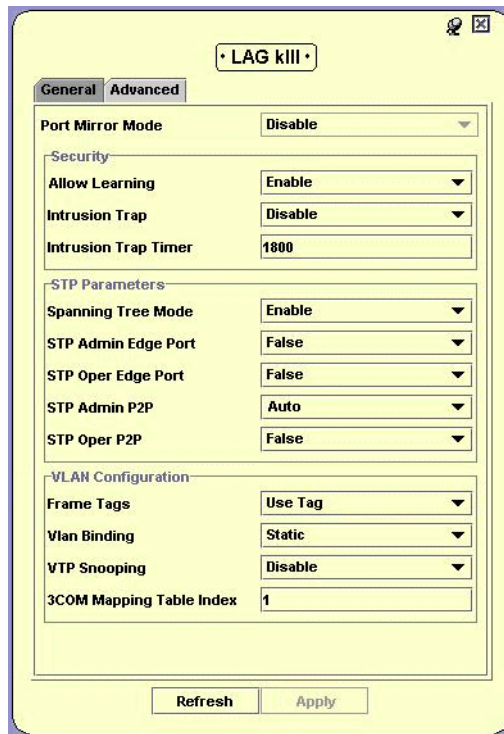 • LAG kIII •
General Advanced
Port Mirror Mode Disable
Security
Allow Learning Enable
Intrusion Trap Disable
Intrusion Trap Timer 1800
STP Parameters
Spanning Tree Mode Enable
STP Admin Edge Port False
STP Oper Edge Port False
STP Admin P2P Auto
STP Oper P2P False
VLAN Configuration
Frame Tags Use Tag
Vlan Binding Static
VTP Snooping Disable
3COM Mapping Table Index 1
Refresh Apply